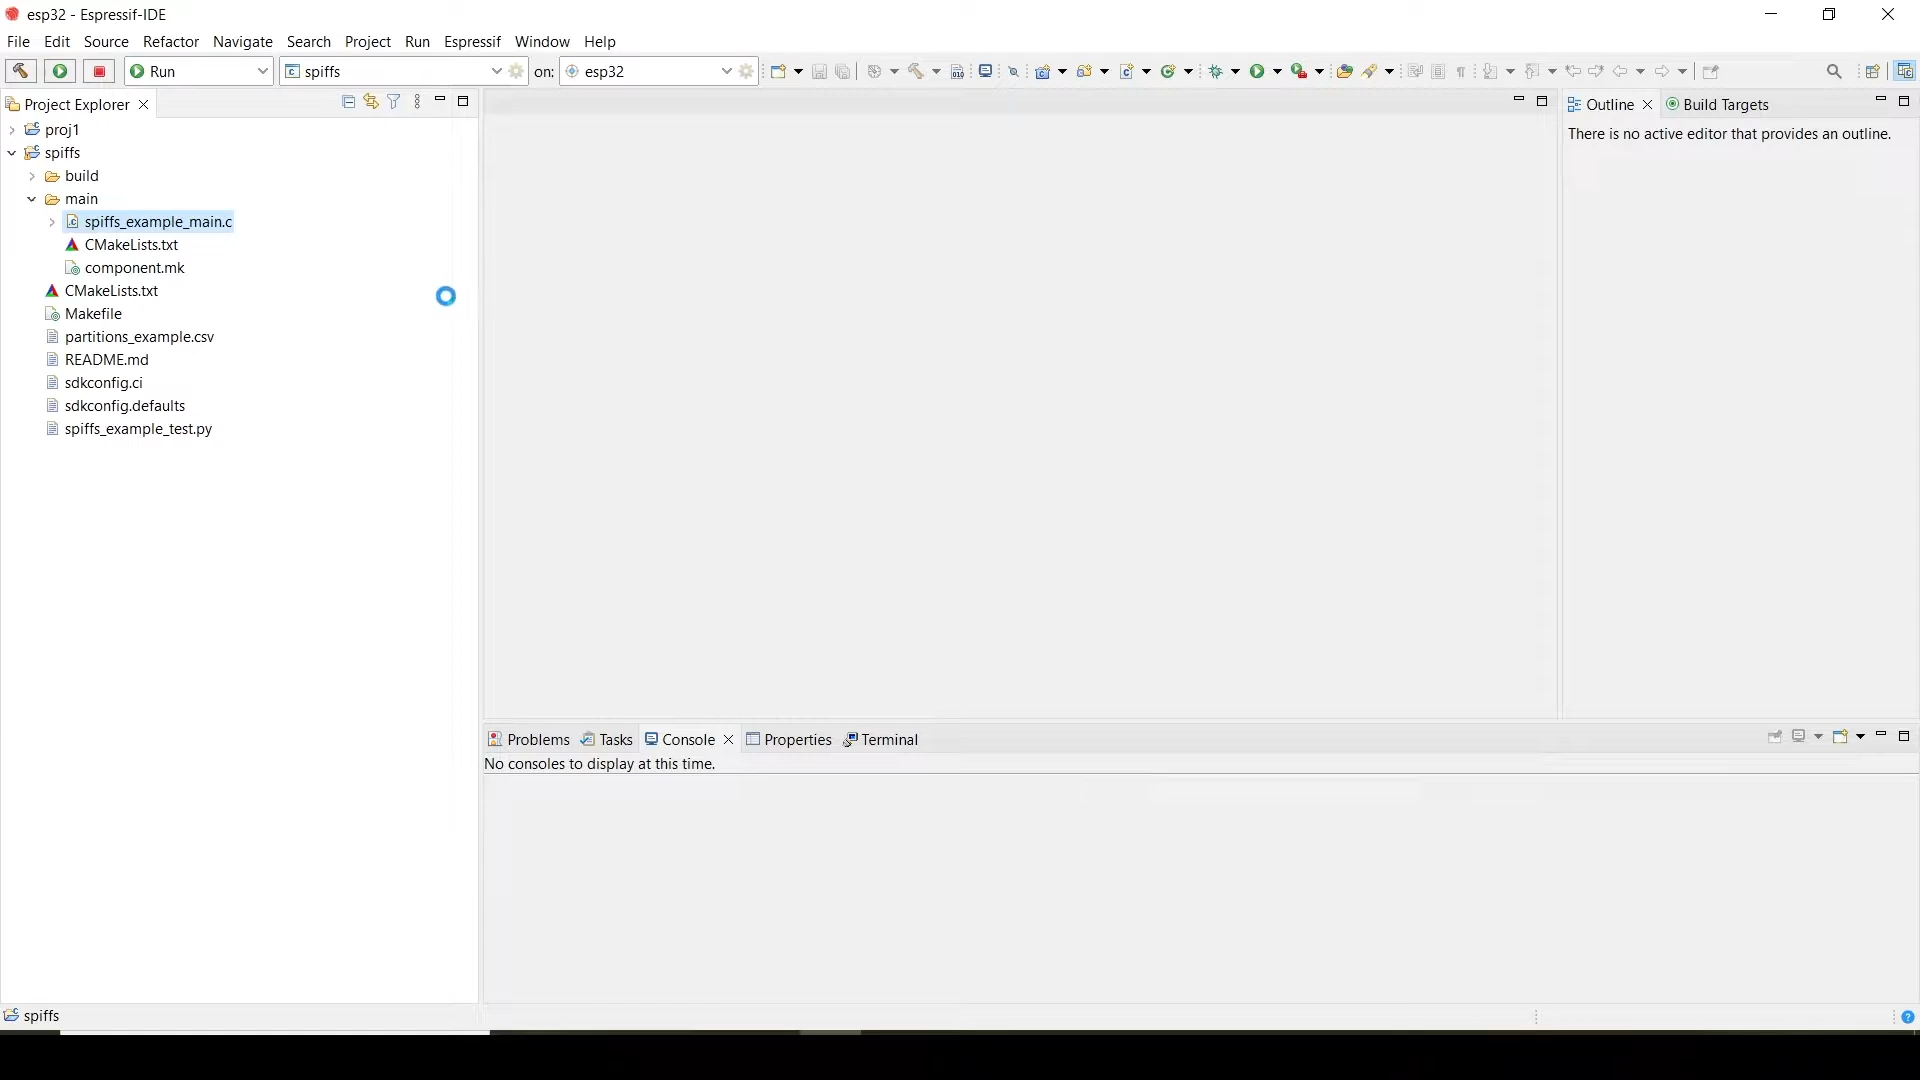 esp32 - Espressif-IDE
File Edit Source Refactor Navigate Search Project Run Espressif Window Help
Run spiffs on: esp32
Project Explorer
Outline Build Targets
There is no active editor that provides an outline.
proj1
spiffs
build
main
spiffs_example_main.c
CMakeLists.txt
component.mk
CMakeLists.txt
Makefile
partitions_example.csv
README.md
sdkconfig.ci
sdkconfig.defaults
spiffs_example_test.py
Problems Tasks Console Properties Terminal
No consoles to display at this time.
spiffs